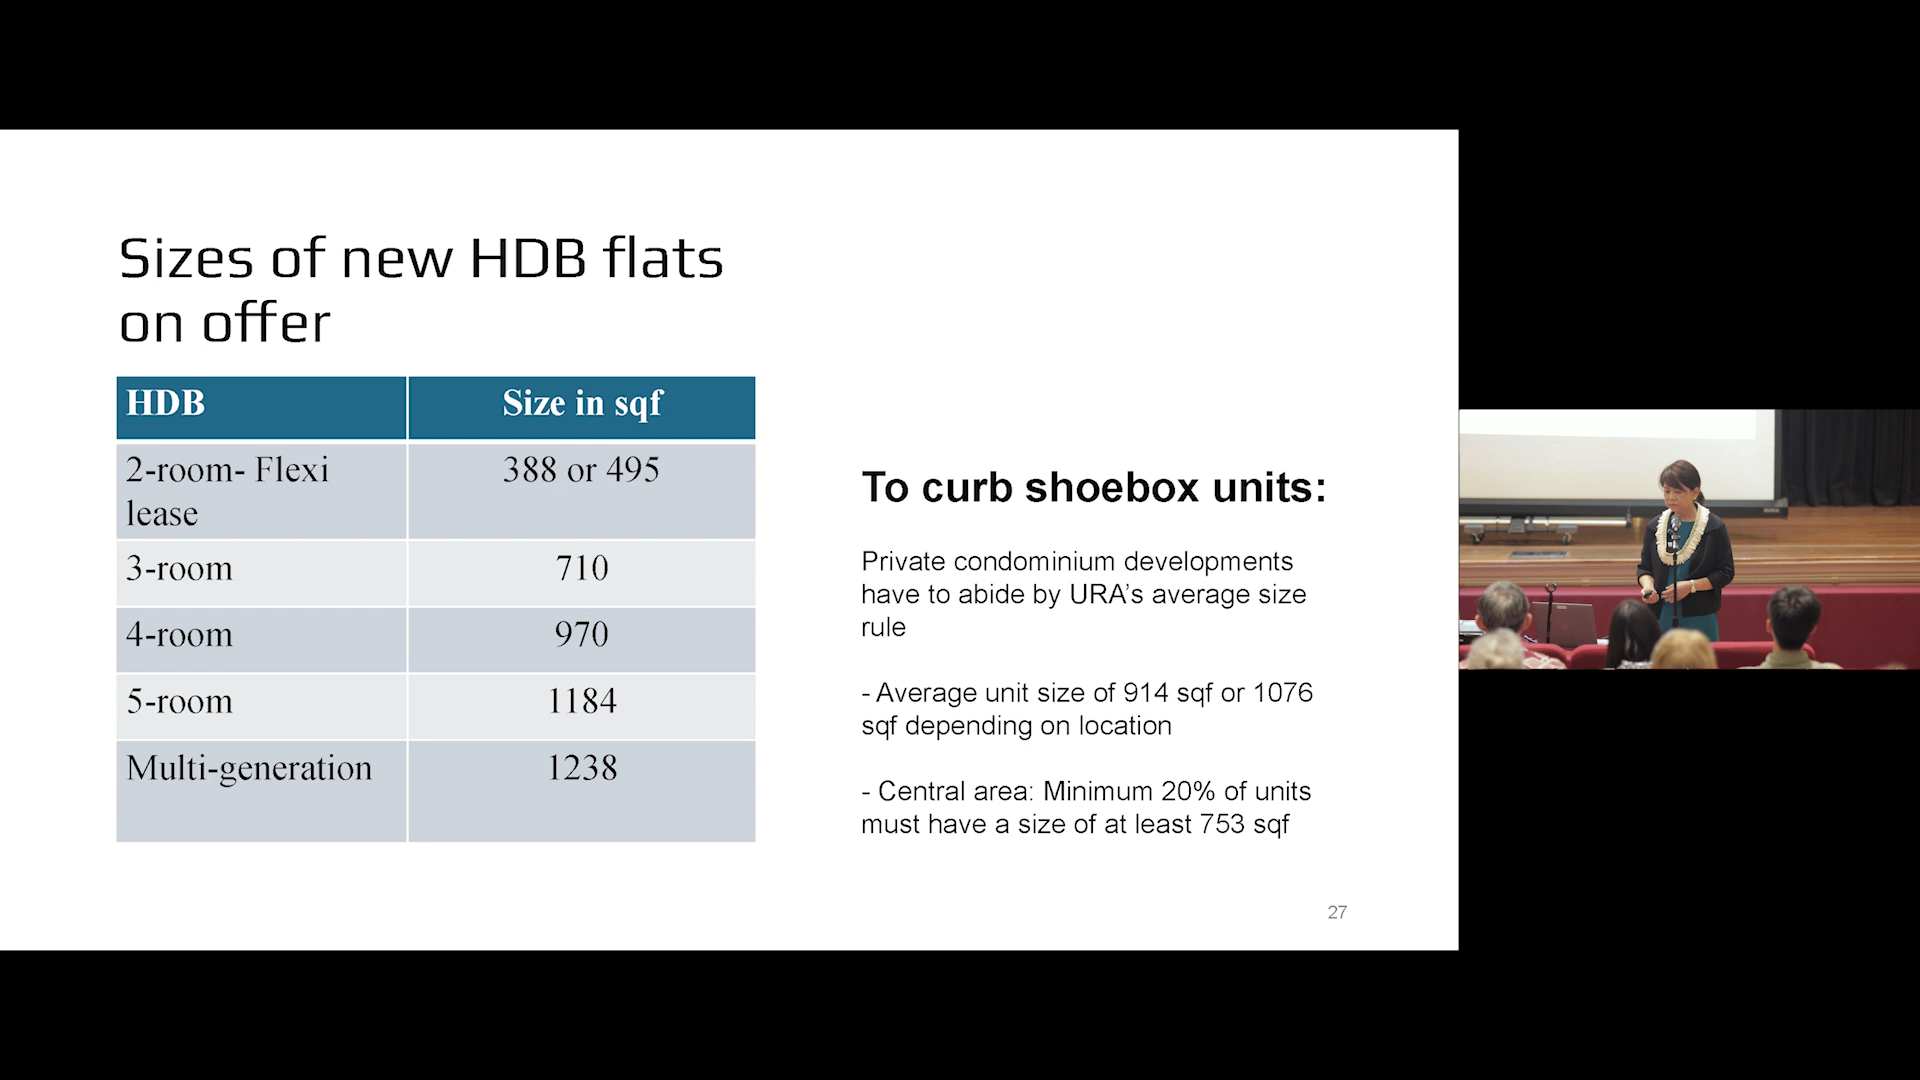 Sizes of new HDB flats
on offer
HDB Size in sqf
2-room- Flexi
lease 388 or 495
3-room 710
4-room 970
5-room 1184
Multi-generation 1238
To curb shoebox units:
Private condominium developments
have to abide by URA’s average size
rule
- Average unit size of 914 sqf or 1076
sqf depending on location
- Central area: Minimum 20% of units
must have a size of at least 753 sqf
27